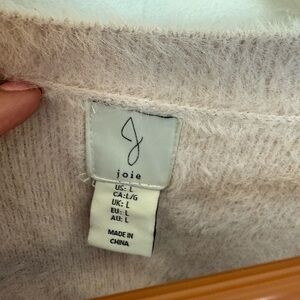 J
joie
US: L
CA: L/G
UK: L
EU: L
AU: L
MADE IN
CHINA